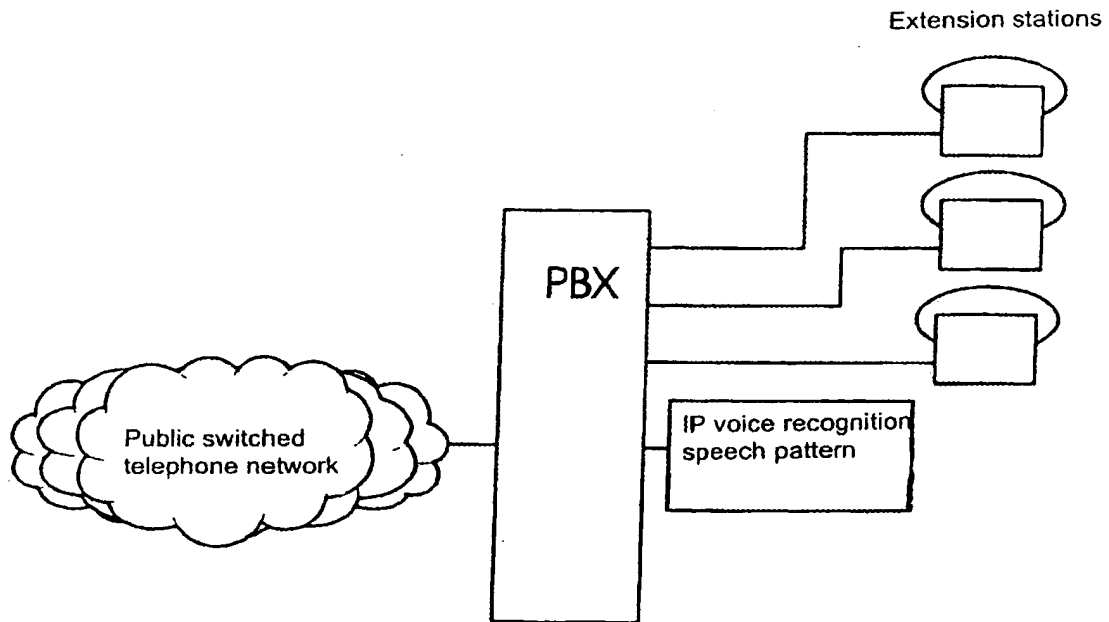 Extension stations
PBX
Public switched
telephone network
IP voice recognition
speech pattern